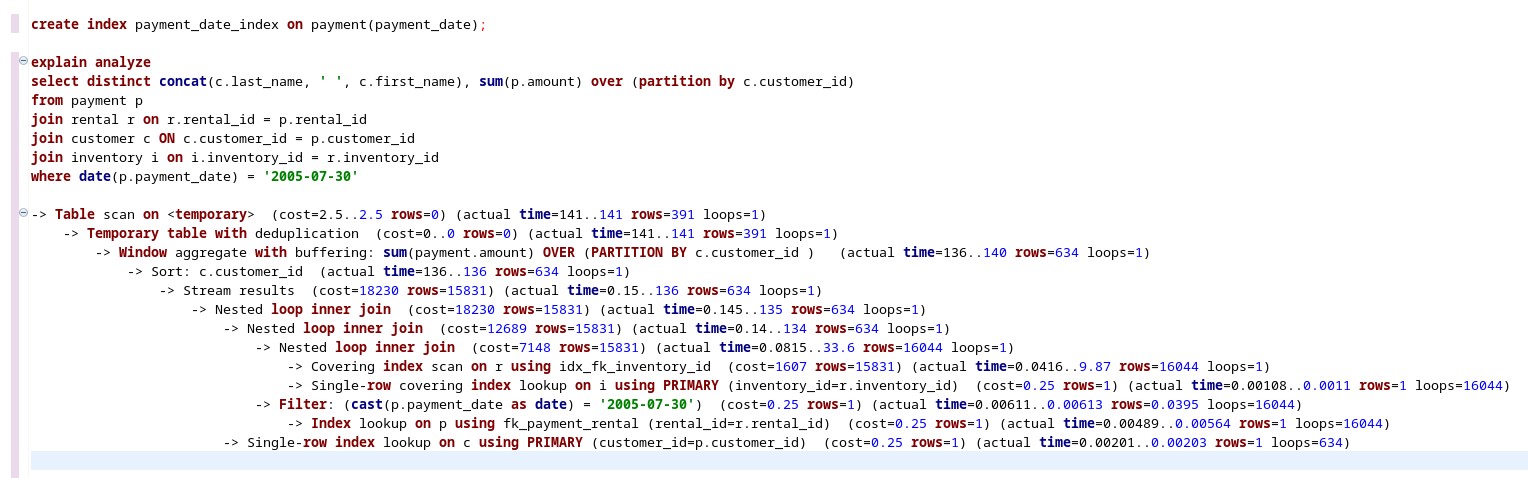 create index payment_date_index on payment(payment_date);
explain analyze
select distinct concat(c.last_name, ' ', c.first_name), sum(p.amount) over (partition by c.customer_id)
from payment p
join rental r on r.rental_id = p.rental_id
join customer c ON c.customer_id = p.customer_id
join inventory i on i.inventory_id = r.inventory_id
where date(p.payment_date) = '2005-07-30'
-> Table scan on <temporary>  (cost=2.5..2.5 rows=0) (actual time=141..141 rows=391 loops=1)
    -> Temporary table with deduplication  (cost=0..0 rows=0) (actual time=141..141 rows=391 loops=1)
        -> Window aggregate with buffering: sum(payment.amount) OVER (PARTITION BY c.customer_id )   (actual time=136..140 rows=634 loops=1)
            -> Sort: c.customer_id  (actual time=136..136 rows=634 loops=1)
                -> Stream results  (cost=18230 rows=15831) (actual time=0.15..136 rows=634 loops=1)
                    -> Nested loop inner join  (cost=18230 rows=15831) (actual time=0.145..135 rows=634 loops=1)
                        -> Nested loop inner join  (cost=12689 rows=15831) (actual time=0.14..134 rows=634 loops=1)
                            -> Nested loop inner join  (cost=7148 rows=15831) (actual time=0.0815..33.6 rows=16044 loops=1)
                                -> Covering index scan on r using idx_fk_inventory_id  (cost=1607 rows=15831) (actual time=0.0416..9.87 rows=16044 loops=1)
                                -> Single-row covering index lookup on i using PRIMARY (inventory_id=r.inventory_id)  (cost=0.25 rows=1) (actual time=0.00108..0.0011 rows=1 loops=16044)
                            -> Filter: (cast(p.payment_date as date) = '2005-07-30')  (cost=0.25 rows=1) (actual time=0.00611..0.00613 rows=0.0395 loops=16044)
                                -> Index lookup on p using fk_payment_rental (rental_id=r.rental_id)  (cost=0.25 rows=1) (actual time=0.00489..0.00564 rows=1 loops=16044)
                        -> Single-row index lookup on c using PRIMARY (customer_id=p.customer_id)  (cost=0.25 rows=1) (actual time=0.00201..0.00203 rows=1 loops=634)